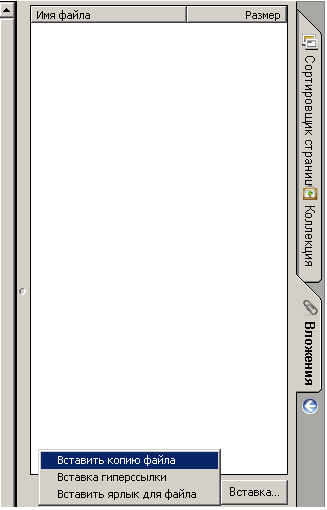 Имя файла Размер
Сортировщик страниц
Коллекция
Вложения
Вставить копию файла
Вставка гиперссылки
Вставить ярлык для файла
Вставка...